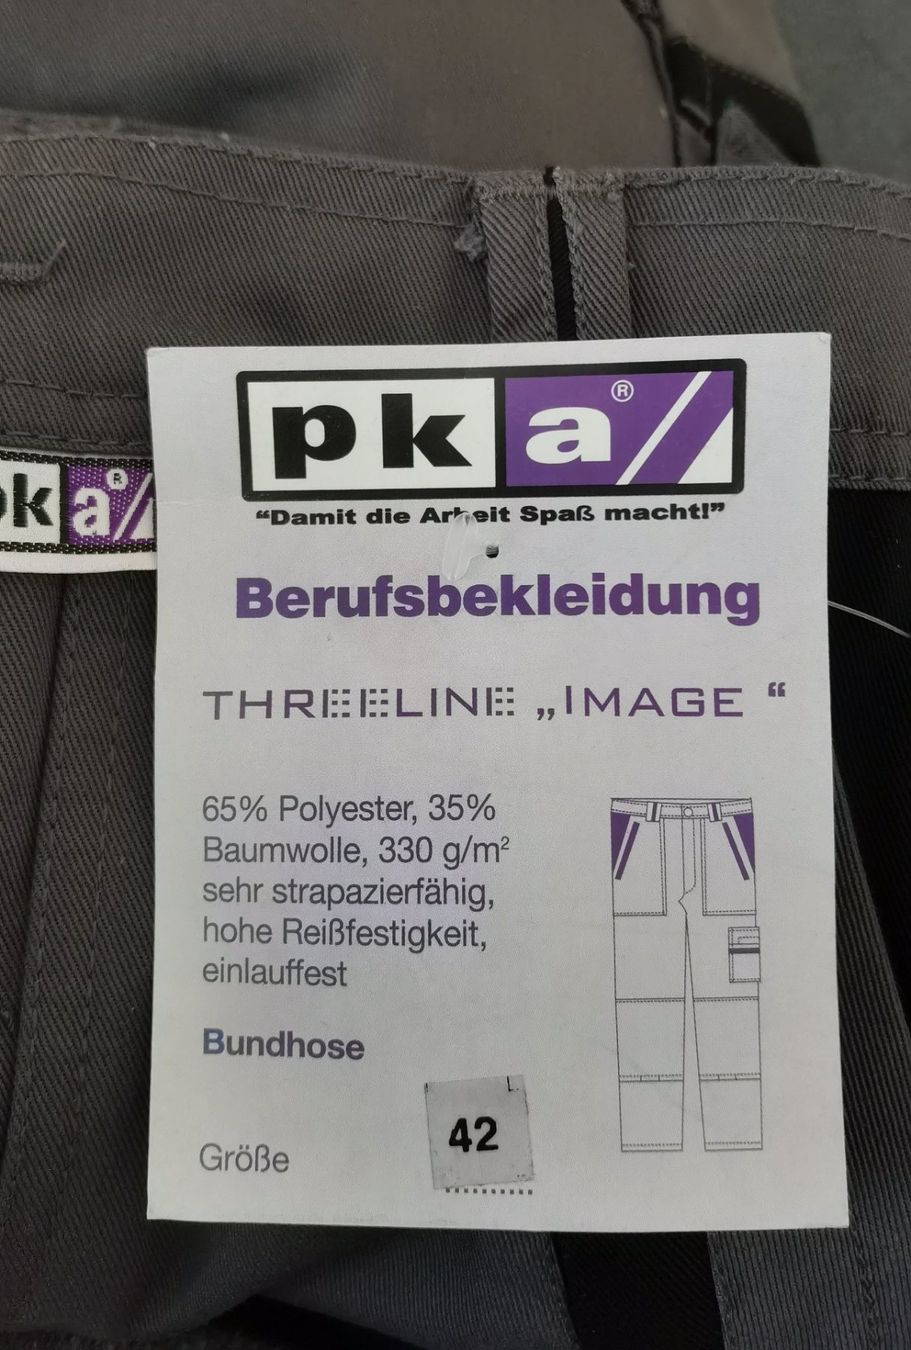 pka®
“Damit die Arbeit Spaß macht!”
ka®
Berufsbekleidung
THREELINE „IMAGE “
65% Polyester, 35%
Baumwolle, 330 g/m²
sehr strapazierfähig,
hohe Reißfestigkeit,
einlauffest
Bundhose
Größe 42